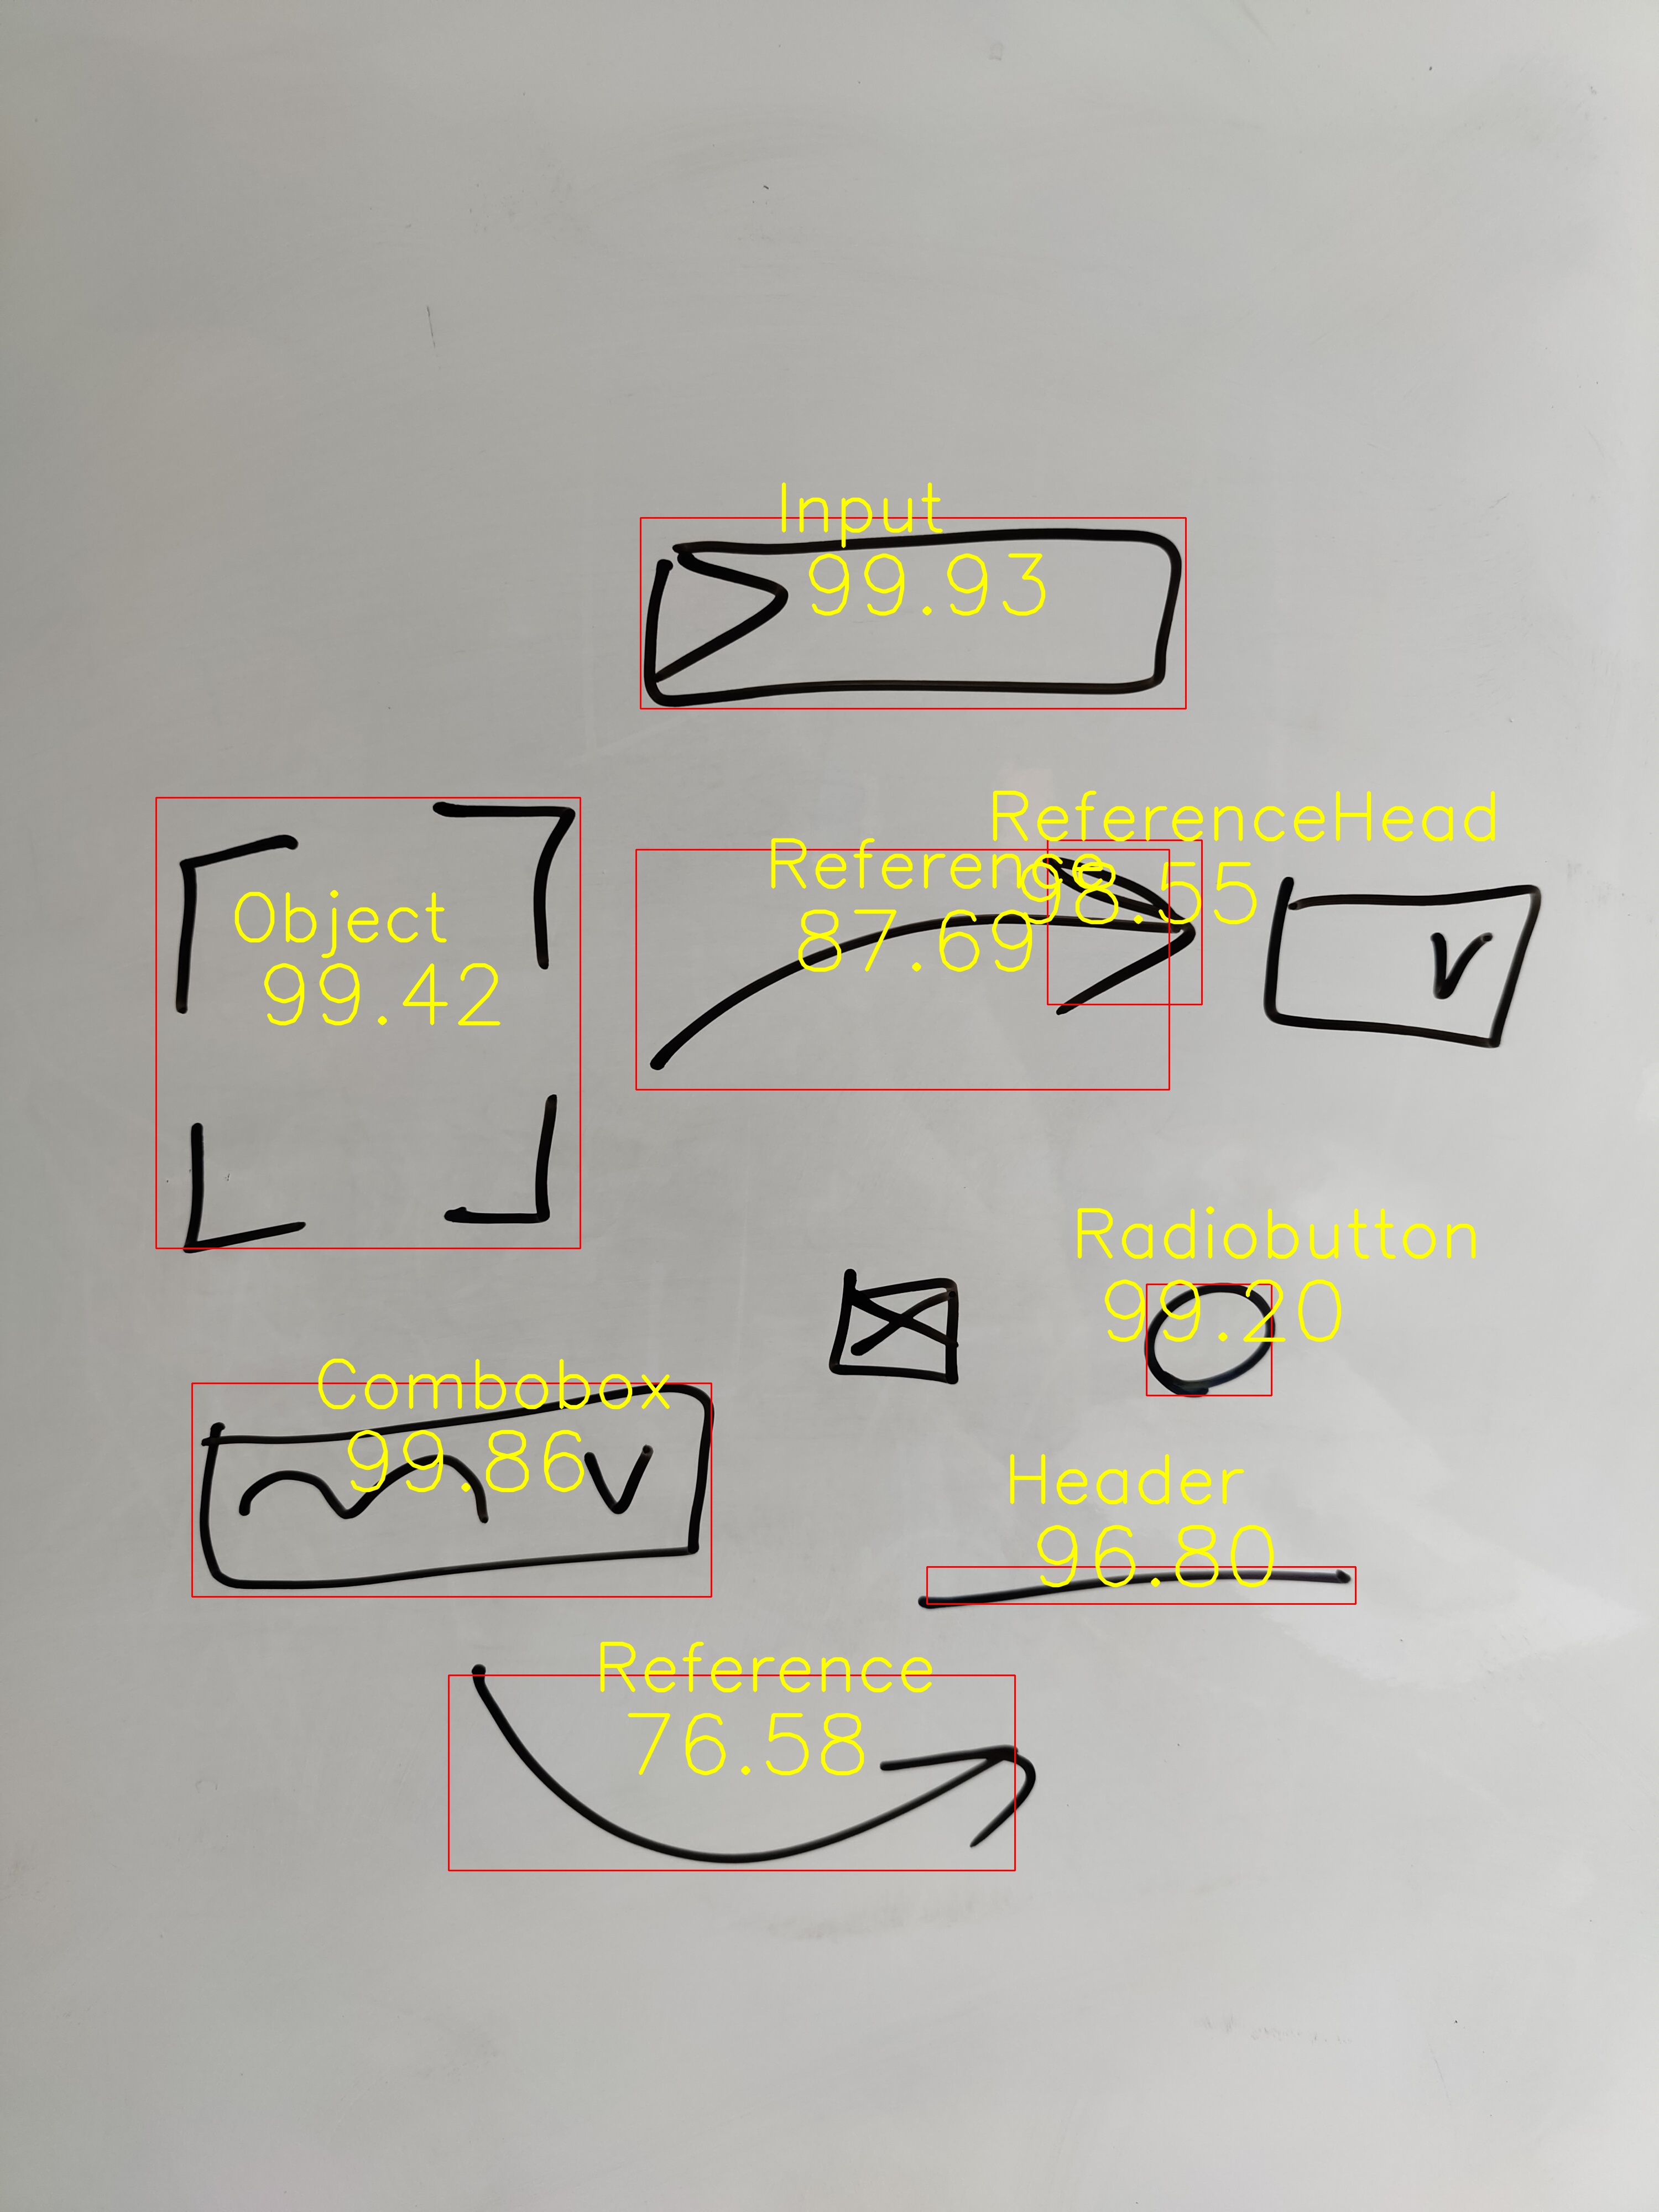 Input
99.93
ReferenceHead
98.55
Reference
87.69
Object
99.42
V
Radiobutton
99.20
Combobox
99.86
V
Header
96.80
Reference
76.58